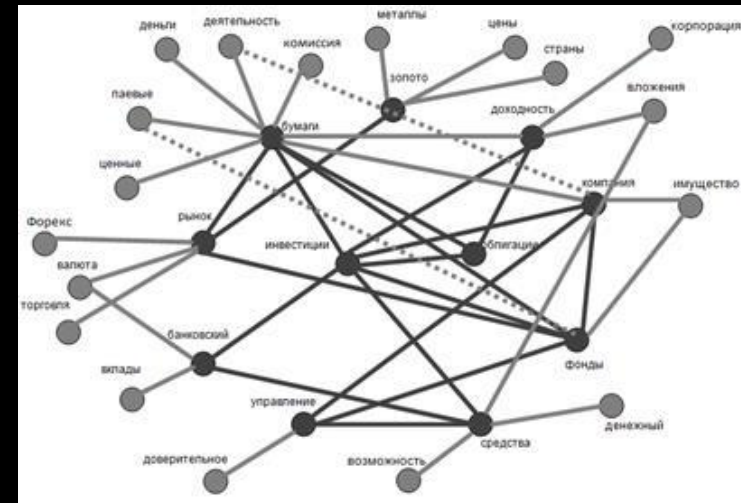 металлы
деньги
деятельность
цены
корпорация
комиссия
страны
золото
вложения
паевые
доходность
бумаги
ценные
компания
имущество
рынок
Форекс
инвестиции
облигации
валюта
торговля
банковский
фонды
вклады
управление
денежный
средства
доверительное
возможность